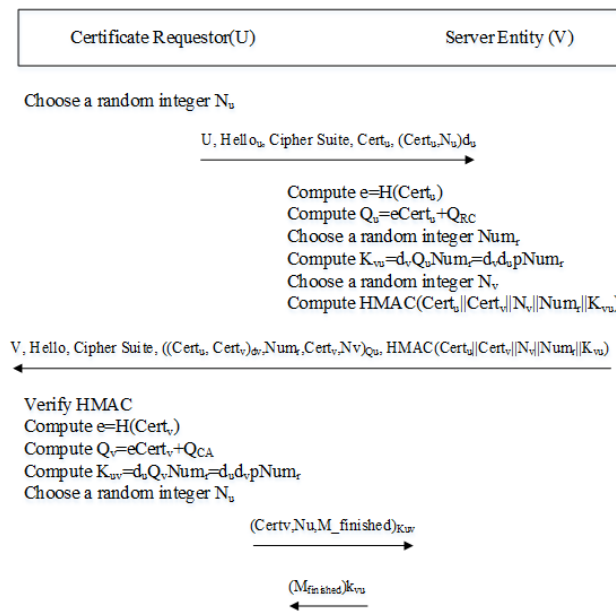 Certificate Requestor(U) Server Entity (V)
Choose a random integer Nᵤ
U, Helloᵤ, Cipher Suite, Certᵤ, (Certᵤ,Nᵤ)dᵤ
Compute e=H(Certᵤ)
Compute Qᵤ=eCertᵤ+Q_RC
Choose a random integer Numᵣ
Compute Kᵥᵤ=dᵥQᵤNumᵣ=dᵥdᵤpNumᵣ
Choose a random integer Nᵥ
Compute HMAC(Certᵤ||Certᵥ||Nᵥ||Numᵣ||Kᵥᵤ)
V, Hello, Cipher Suite, ((Certᵤ, Certᵥ)dv,Numᵣ,Certᵥ,Nv)Qu, HMAC(Certᵤ||Certᵥ||Nᵥ||Numᵣ||Kᵥᵤ)
Verify HMAC
Compute e=H(Certᵥ)
Compute Qᵥ=eCertᵥ+Q_CA
Compute Kᵤᵥ=dᵤQᵥNumᵣ=dᵤdᵥpNumᵣ
Choose a random integer Nᵤ
(Certv,Nu,M_finished)Kuv
(M_finished)kᵥᵤ